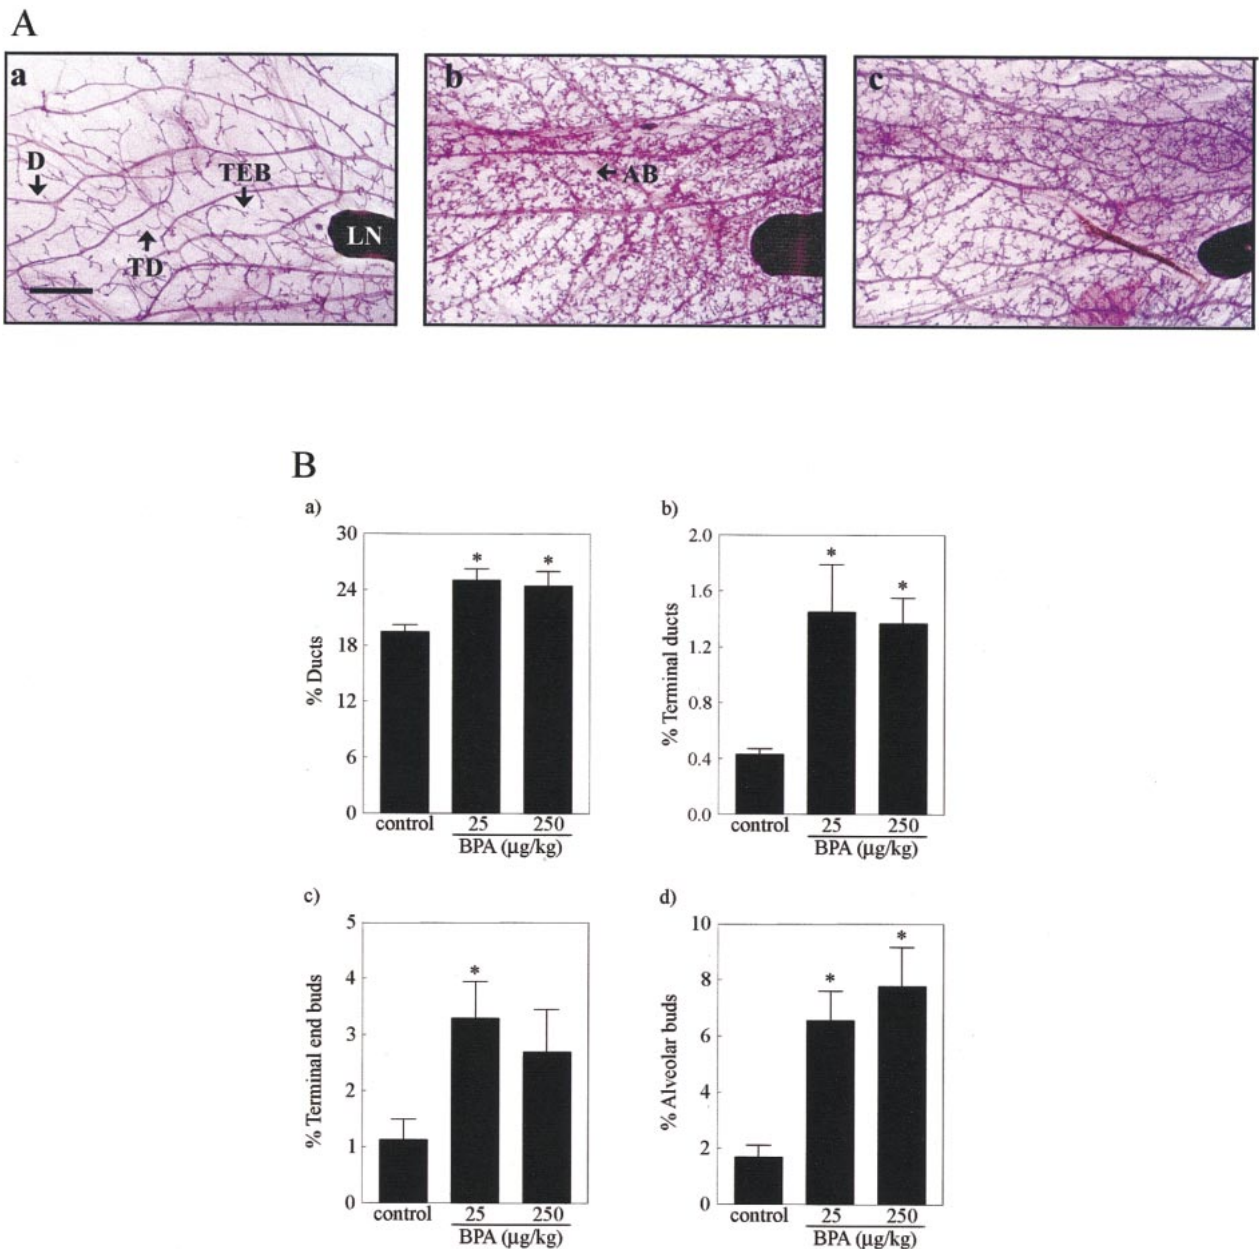 A
a
D
TEB
TD
LN
b
AB
c
B
a)
% Ducts
30
24
18
12
6
0
*
*
control
25
250
BPA (µg/kg)
b)
% Terminal ducts
2.0
1.6
1.2
0.8
0.4
0.0
*
*
control
25
250
BPA (µg/kg)
c)
% Terminal end buds
5
4
3
2
1
0
*
control
25
250
BPA (µg/kg)
d)
% Alveolar buds
10
8
6
4
2
0
*
*
control
25
250
BPA (µg/kg)